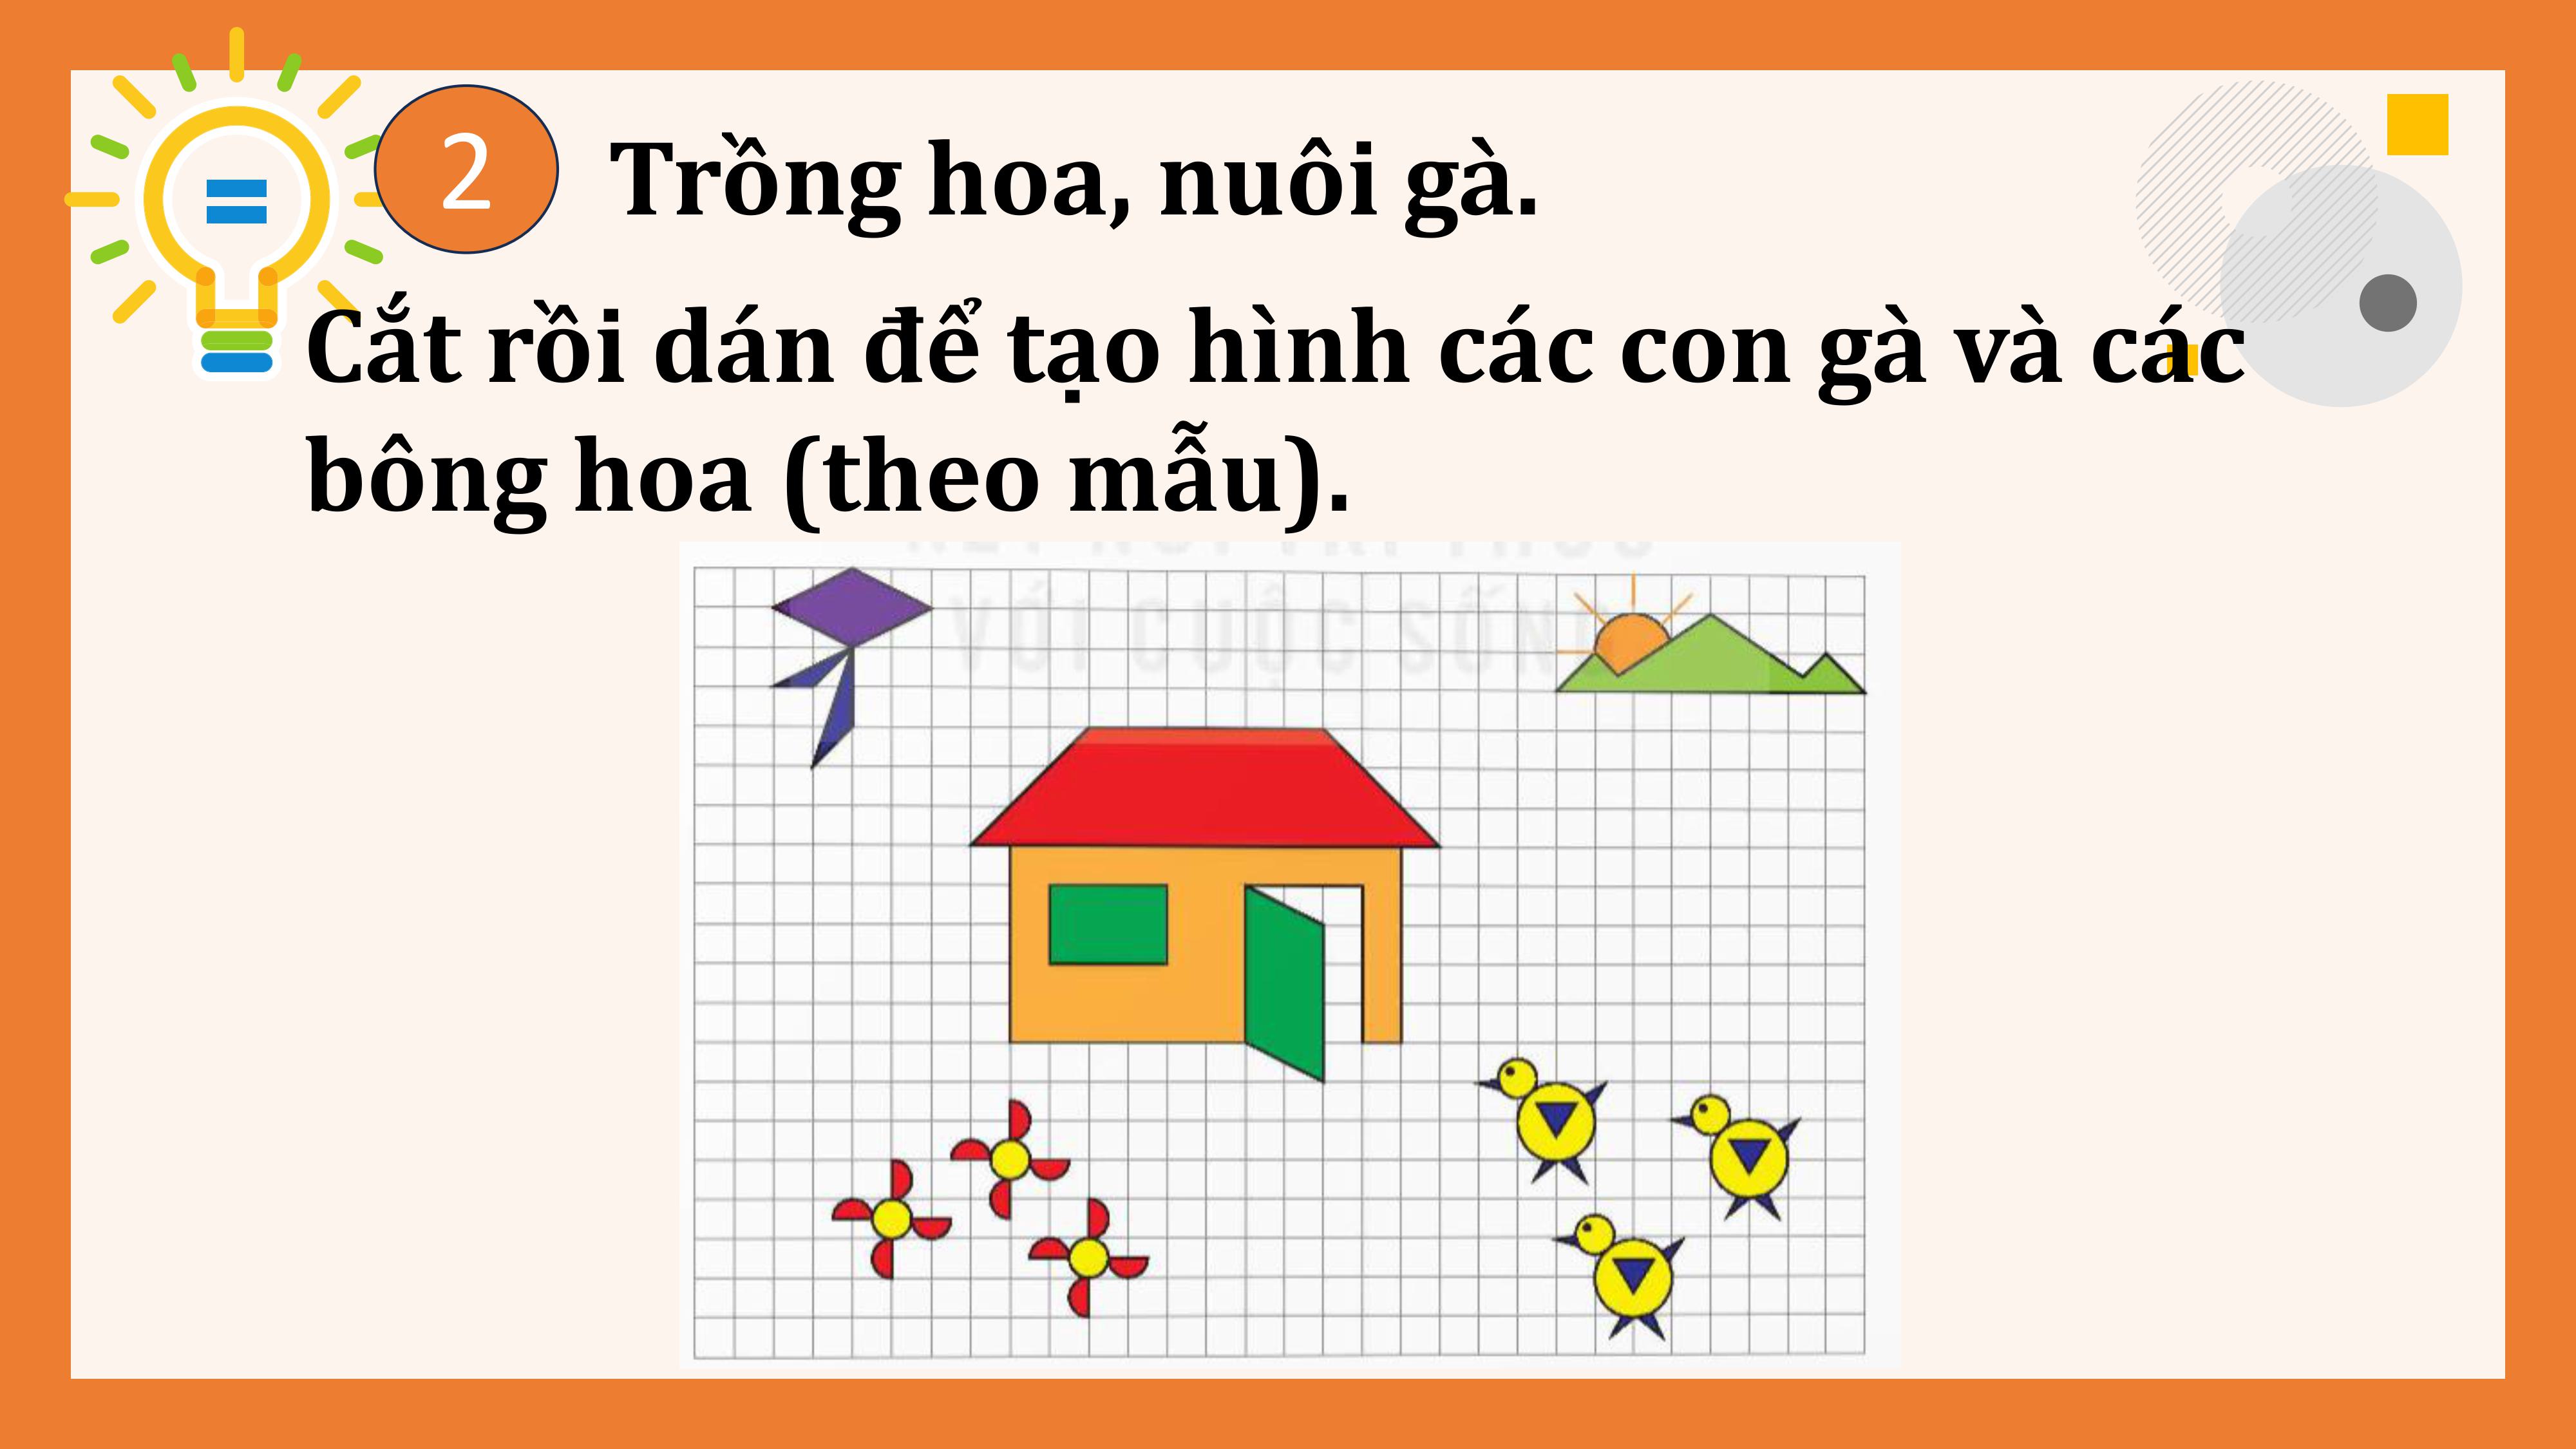 2
Trồng hoa, nuôi gà.
Cắt rồi dán để tạo hình các con gà và các
bông hoa (theo mẫu).
VỚI CUỘC SỐNG